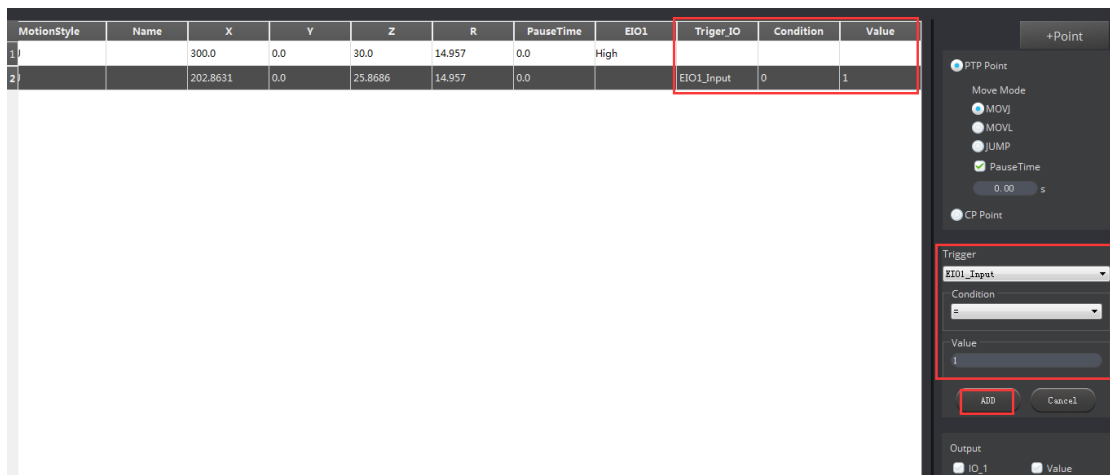 MotionStyle Name X Y Z R PauseTime EIO1 Triger_IO Condition Value
1 J 300.0 0.0 30.0 14.957 0.0 High
2 J 202.8631 0.0 25.8686 14.957 0.0 EIO1_Input 0 1
+Point
PTP Point
Move Mode
MOVJ
MOVL
JUMP
PauseTime
0.00 s
CP Point
Trigger
EIO1_Input
Condition
=
Value
1
ADD Cancel
Output
IO_1 Value